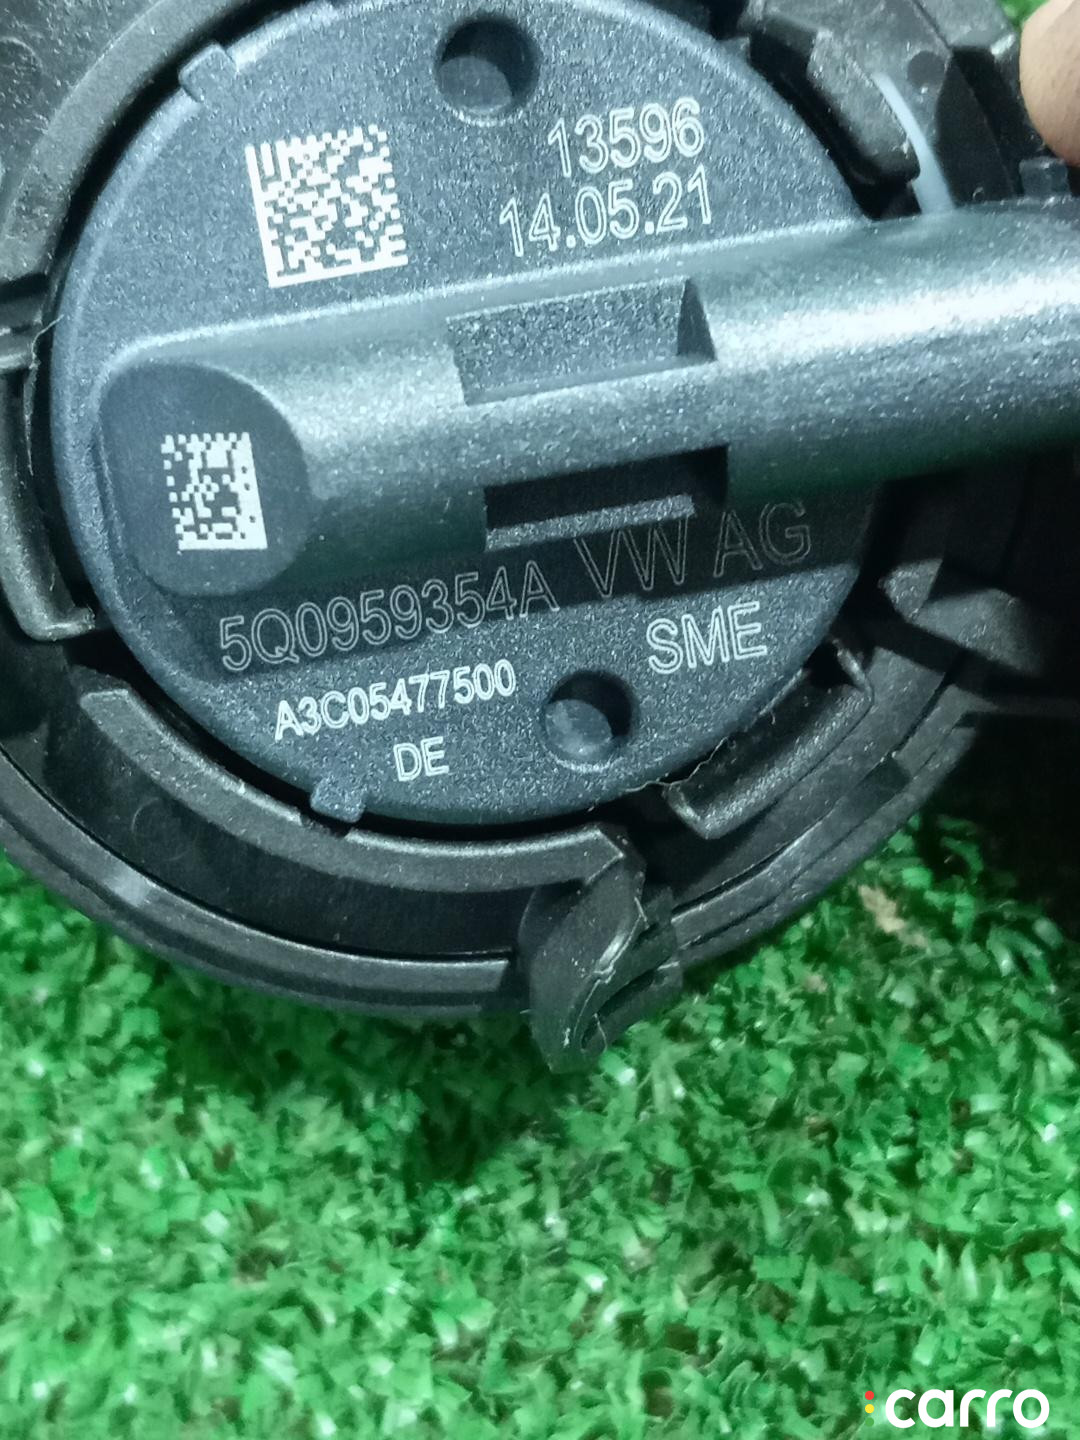 13596
14.05.21
5Q0959354A VW AG
SME
A3C05477500
DE
carro